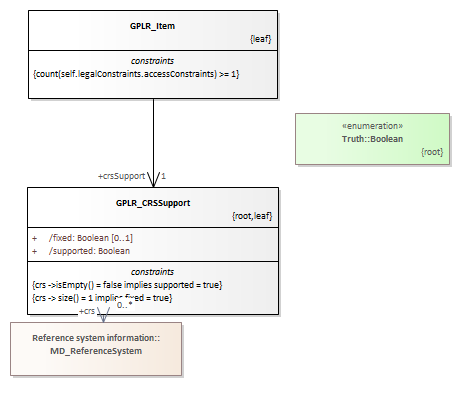 GPLR_Item
{leaf}
constraints
{count(self.legalConstraints.accessConstraints) >= 1}
«enumeration»
Truth::Boolean
{root}
+crsSupport 1
GPLR_CRSSupport
{root,leaf}
+ /fixed: Boolean [0..1]
+ /supported: Boolean
constraints
{crs ->isEmpty() = false implies supported = true}
{crs -> size() = 1 implies fixed = true}
+crs 0..*
Reference system information::
MD_ReferenceSystem